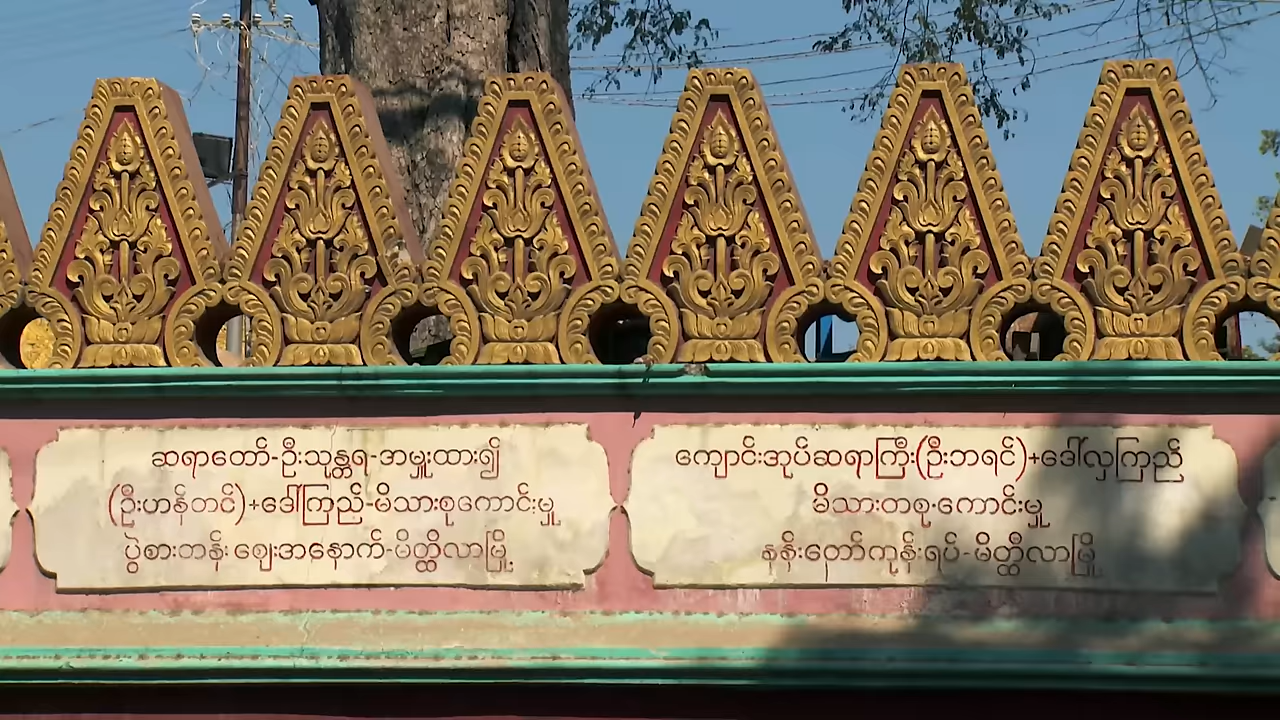 ဆရာတော်-ဦးသုန္တရ-အမှူးထား၍
(ဦးဟန်တင်)+ဒေါ်ကြည်-မိသားစုကောင်းမှု
ပွဲစားတန်းဈေးအနောက်-မိတ္ထီလာမြို့
ကျောင်းအုပ်ဆရာကြီး(ဦးဘရင်)+ဒေါ်လှကြည်
မိသားတစု-ကောင်းမှု
နန်းတော်ကုန်းရပ်-မိတ္ထီလာမြို့